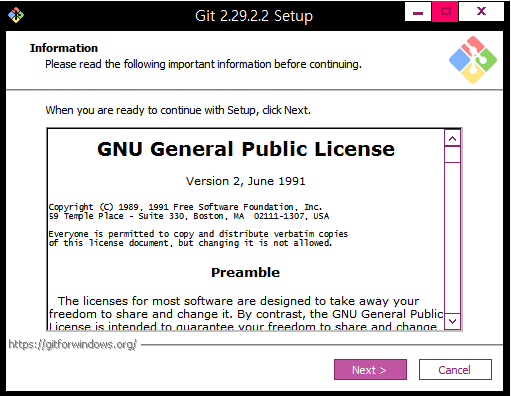 Git 2.29.2.2 Setup
Information
Please read the following important information before continuing.
When you are ready to continue with Setup, click Next.
GNU General Public License
Version 2, June 1991
Copyright (C) 1989, 1991 Free Software Foundation, Inc.
59 Temple Place - Suite 330, Boston, MA  02111-1307, USA
Everyone is permitted to copy and distribute verbatim copies
of this license document, but changing it is not allowed.
Preamble
The licenses for most software are designed to take away your
freedom to share and change it. By contrast, the GNU General Public
License is intended to guarantee your freedom to share and change
https://gitforwindows.org/
Next >
Cancel